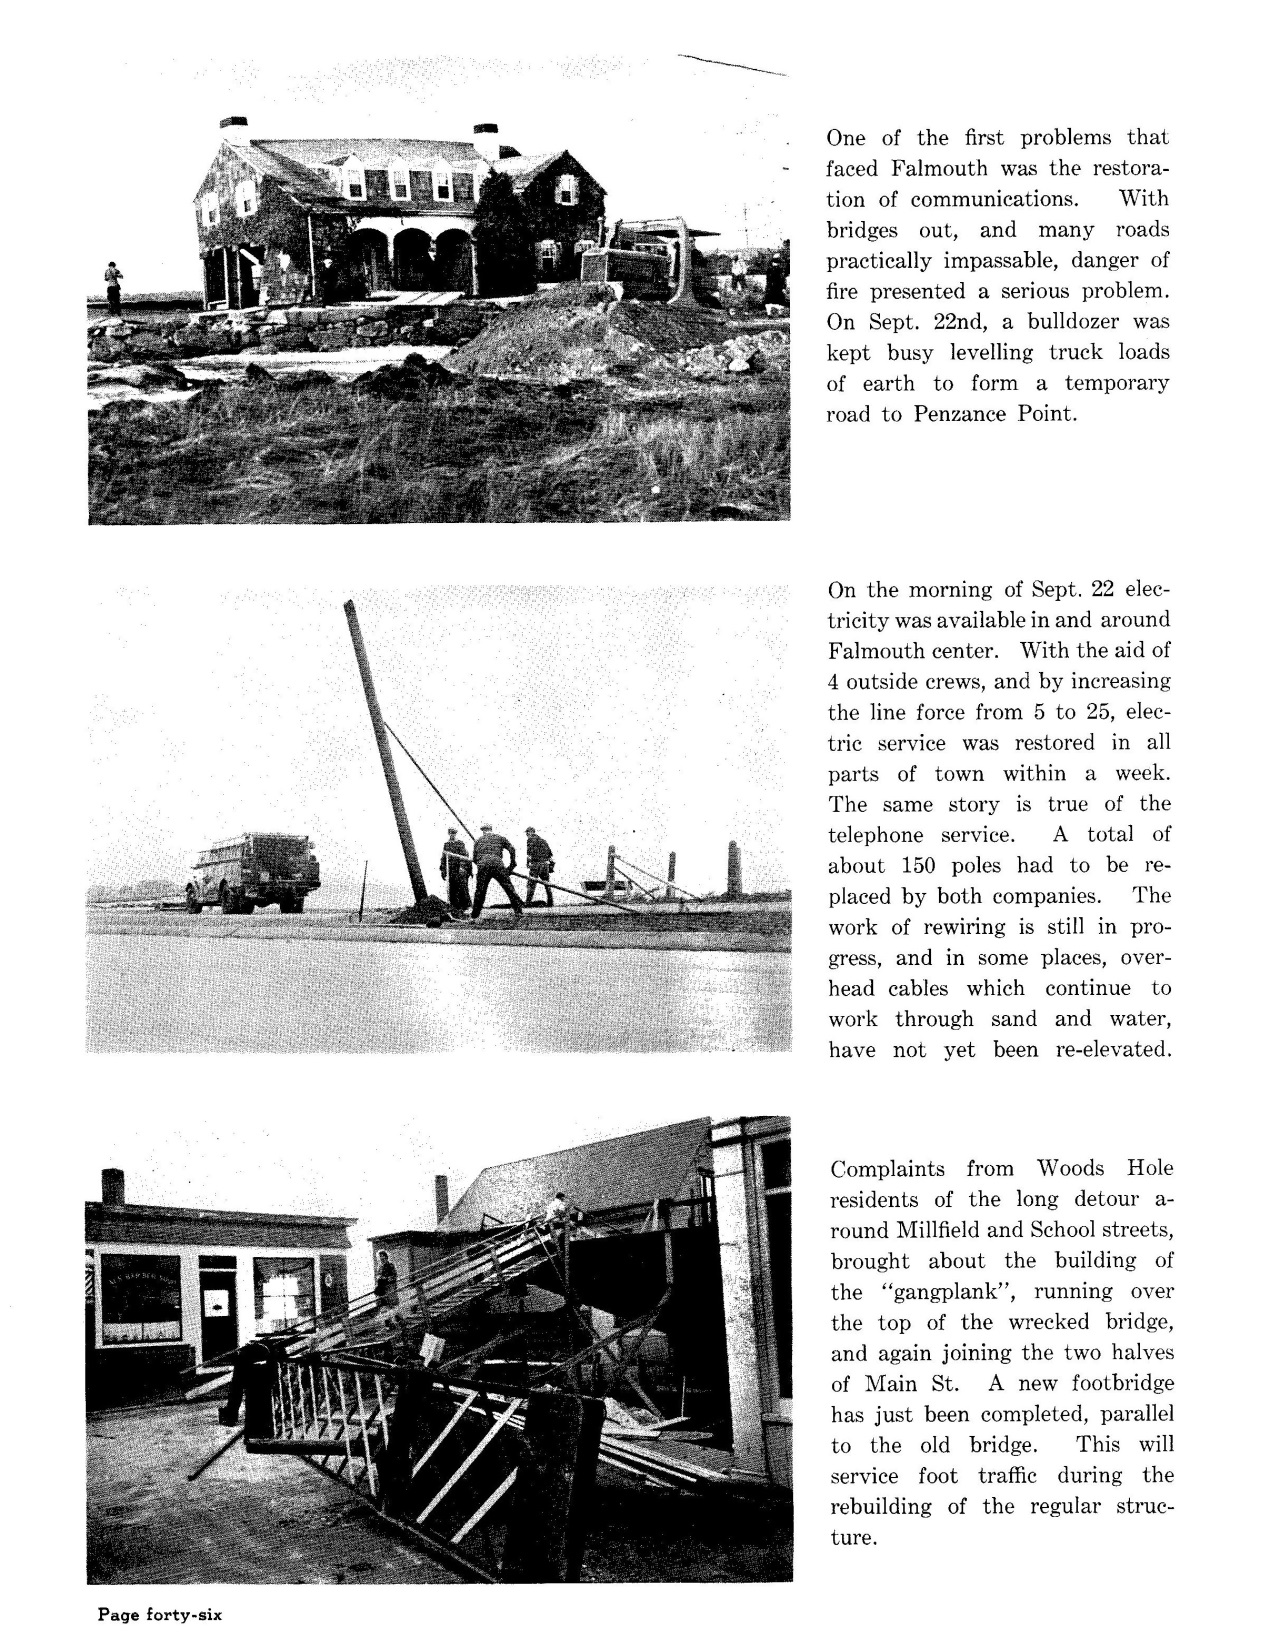 One of the first problems that
faced Falmouth was the restora-
tion of communications. With
bridges out, and many roads
practically impassable, danger of
fire presented a serious problem.
On Sept. 22nd, a bulldozer was
kept busy levelling truck loads
of earth to form a temporary
road to Penzance Point.
On the morning of Sept. 22 elec-
tricity was available in and around
Falmouth center. With the aid of
4 outside crews, and by increasing
the line force from 5 to 25, elec-
tric service was restored in all
parts of town within a week.
The same story is true of the
telephone service. A total of
about 150 poles had to be re-
placed by both companies. The
work of rewiring is still in pro-
gress, and in some places, over-
head cables which continue to
work through sand and water,
have not yet been re-elevated.
Complaints from Woods Hole
residents of the long detour a-
round Millfield and School streets,
brought about the building of
the “gangplank”, running over
the top of the wrecked bridge,
and again joining the two halves
of Main St. A new footbridge
has just been completed, parallel
to the old bridge. This will
service foot traffic during the
rebuilding of the regular struc-
ture.
BARBER SHOP
Page forty-six